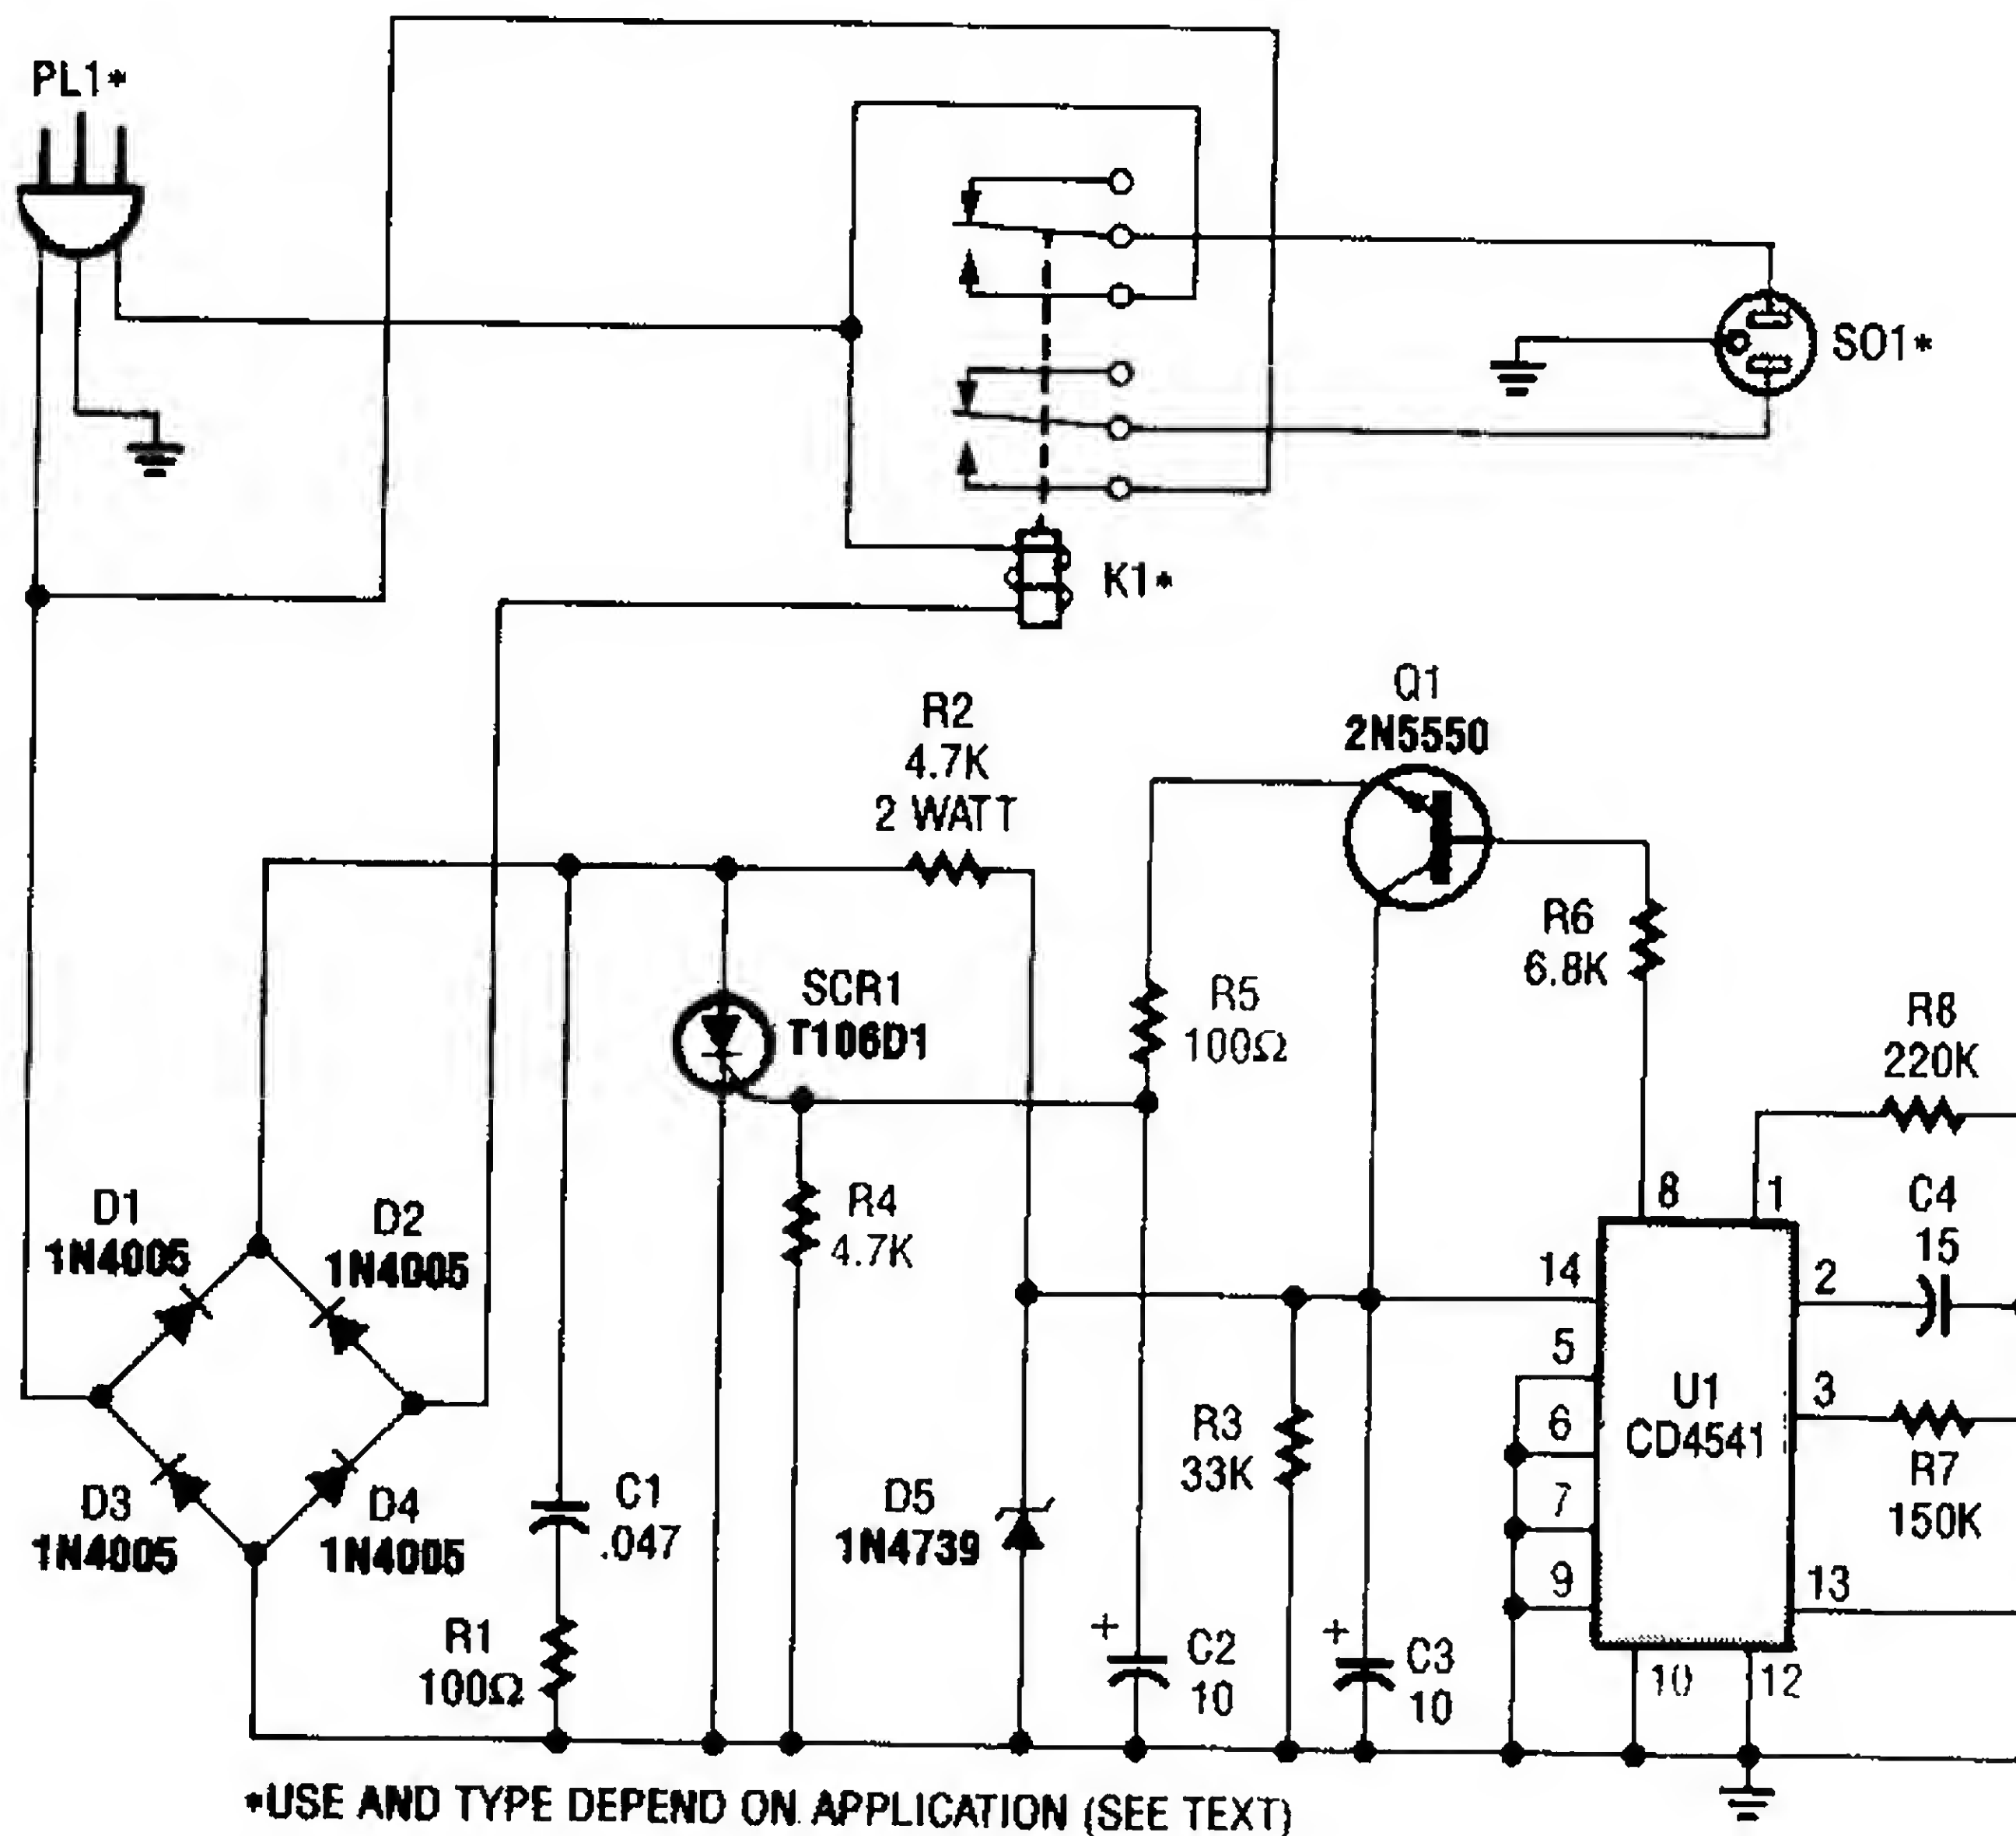 PL1*
SO1*
K1*
Q1
2N5550
R2
4.7K
2 WATT
R6
6.8K
SCR1
T106D1
R5
100Ω
R8
220K
D1
1N4005
D2
1N4005
R4
4.7K
8
1
C4
15
14
2
5
U1
CD4541
3
6
R3
33K
R7
150K
7
D3
1N4005
D4
1N4005
C1
.047
D5
1N4739
9
13
R1
100Ω
+
C2
10
+
C3
10
10
12
*USE AND TYPE DEPEND ON APPLICATION (SEE TEXT)